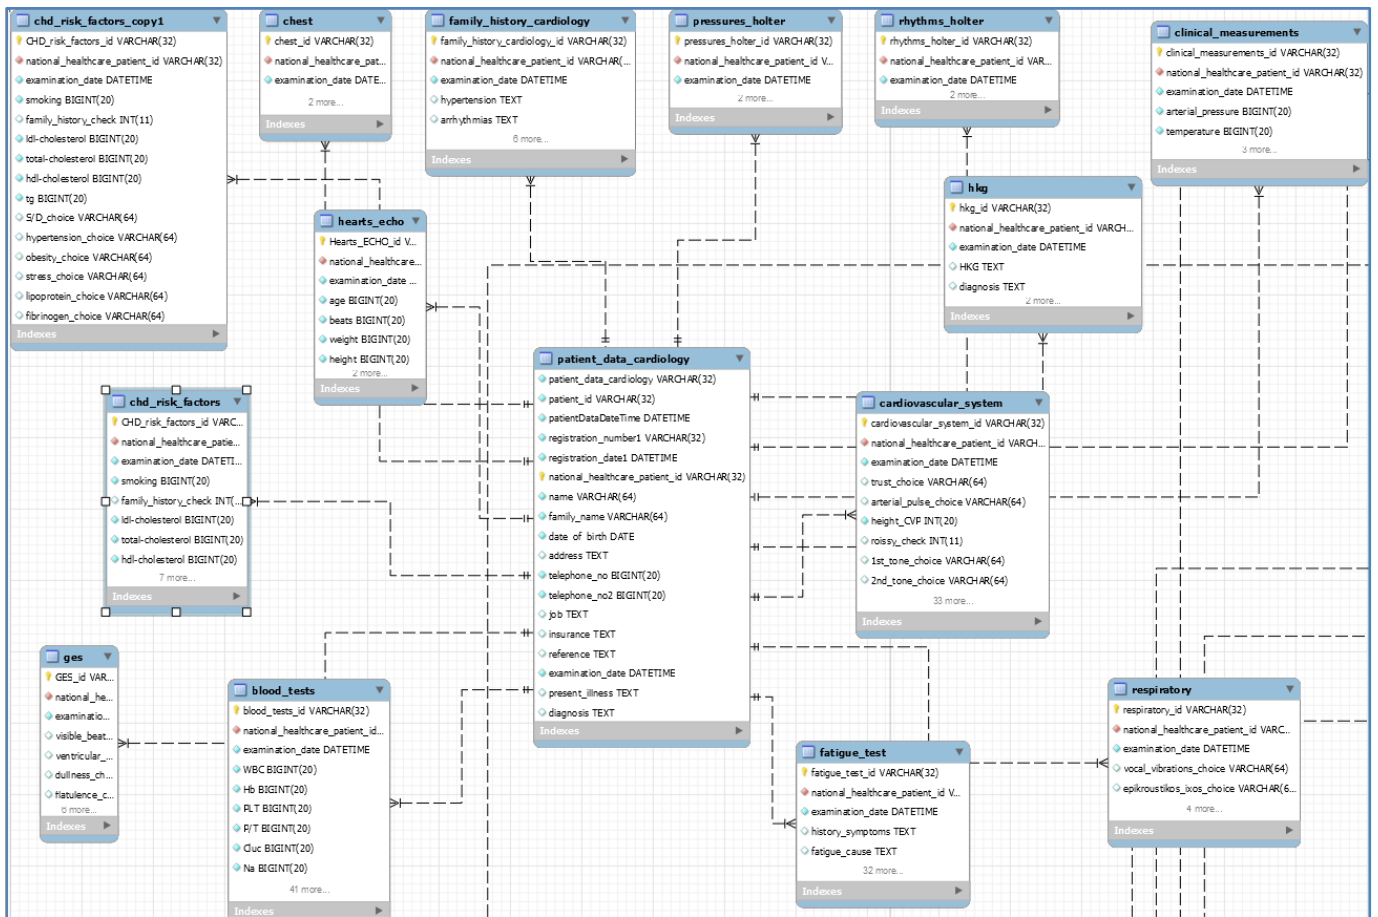 chd_risk_factors_copy1
CHD_risk_factors_id VARCHAR(32)
national_healthcare_patient_id VARCHAR(32)
examination_date DATETIME
smoking BIGINT(20)
family_history_check INT(11)
ldl-cholesterol BIGINT(20)
total-cholesterol BIGINT(20)
hdl-cholesterol BIGINT(20)
tg BIGINT(20)
S/D_choice VARCHAR(64)
hypertension_choice VARCHAR(64)
obesity_choice VARCHAR(64)
stress_choice VARCHAR(64)
lipoprotein_choice VARCHAR(64)
fibrinogen_choice VARCHAR(64)
Indexes
chest
chest_id VARCHAR(32)
national_healthcare_pat...
examination_date DATE...
2 more...
Indexes
family_history_cardiology
family_history_cardiology_id VARCHAR(32)
national_healthcare_patient_id VARCHAR(...
examination_date DATETIME
hypertension TEXT
arrhythmias TEXT
6 more...
Indexes
pressures_holter
pressures_holter_id VARCHAR(32)
national_healthcare_patient_id V...
examination_date DATETIME
2 more...
Indexes
rhythms_holter
rhythms_holter_id VARCHAR(32)
national_healthcare_patient_id VAR...
examination_date DATETIME
2 more...
Indexes
clinical_measurements
clinical_measurements_id VARCHAR(32)
national_healthcare_patient_id VARCHAR(32)
examination_date DATETIME
arterial_pressure BIGINT(20)
temperature BIGINT(20)
3 more...
Indexes
hearts_echo
Hearts_ECHO_id V...
national_healthcare...
examination_date ...
age BIGINT(20)
beats BIGINT(20)
weight BIGINT(20)
height BIGINT(20)
2 more...
Indexes
hkg
hkg_id VARCHAR(32)
national_healthcare_patient_id VARCH...
examination_date DATETIME
HKG TEXT
diagnosis TEXT
2 more...
Indexes
chd_risk_factors
CHD_risk_factors_id VARC...
national_healthcare_patie...
examination_date DATETI...
smoking BIGINT(20)
family_history_check INT(...
ldl-cholesterol BIGINT(20)
total-cholesterol BIGINT(20)
hdl-cholesterol BIGINT(20)
7 more...
Indexes
patient_data_cardiology
patient_data_cardiology VARCHAR(32)
patient_id VARCHAR(32)
patientDataDateTime DATETIME
registration_number1 VARCHAR(32)
registration_date1 DATETIME
national_healthcare_patient_id VARCHAR(32)
name VARCHAR(64)
family_name VARCHAR(64)
date_of_birth DATE
address TEXT
telephone_no BIGINT(20)
telephone_no2 BIGINT(20)
job TEXT
insurance TEXT
reference TEXT
examination_date DATETIME
present_illness TEXT
diagnosis TEXT
Indexes
cardiovascular_system
cardiovascular_system_id VARCHAR(32)
national_healthcare_patient_id VARCH...
examination_date DATETIME
trust_choice VARCHAR(64)
arterial_pulse_choice VARCHAR(64)
height_CVP INT(20)
roissy_check INT(11)
1st_tone_choice VARCHAR(64)
2nd_tone_choice VARCHAR(64)
33 more...
Indexes
ges
GES_id VAR...
national_he...
examinatio...
visible_beat...
ventricular_...
dullness_ch...
flatulence_c...
6 more...
Indexes
blood_tests
blood_tests_id VARCHAR(32)
national_healthcare_patient_id...
examination_date DATETIME
WBC BIGINT(20)
Hb BIGINT(20)
PLT BIGINT(20)
P/T BIGINT(20)
Cluc BIGINT(20)
Na BIGINT(20)
41 more...
Indexes
fatigue_test
fatigue_test_id VARCHAR(32)
national_healthcare_patient_id V...
examination_date DATETIME
history_symptoms TEXT
fatigue_cause TEXT
32 more...
Indexes
respiratory
respiratory_id VARCHAR(32)
national_healthcare_patient_id VARC...
examination_date DATETIME
vocal_vibrations_choice VARCHAR(64)
epikroustikos_ixos_choice VARCHAR(6...
4 more...
Indexes